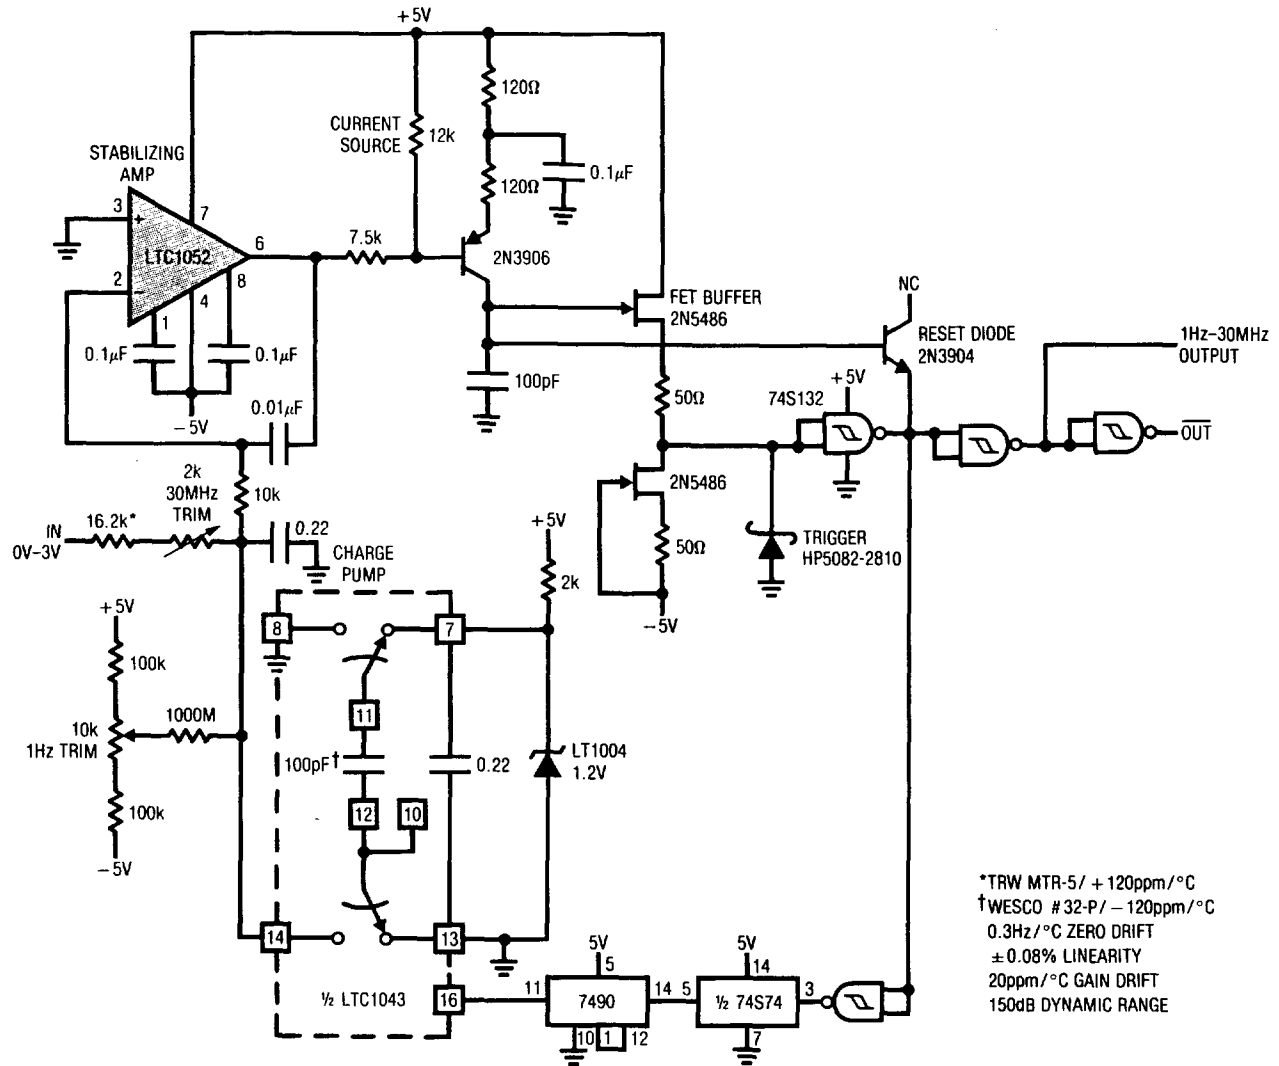 +5V
120Ω
CURRENT
SOURCE
12k
STABILIZING
AMP
120Ω
0.1µF
3
+
7
LTC1052
6
7.5k
2N3906
2
−
8
4
1
FET BUFFER
2N5486
NC
RESET DIODE
2N3904
1Hz–30MHz
OUTPUT
0.1µF
0.1µF
100pF
−5V
0.01µF
50Ω
74S132
+5V
OUT
2k
30MHz
TRIM
10k
2N5486
16.2k*
IN
0V–3V
0.22
+5V
50Ω
TRIGGER
HP5082-2810
CHARGE
PUMP
2k
−5V
+5V
8
7
100k
11
10k
1Hz TRIM
1000M
100pF†
0.22
LT1004
1.2V
12
10
100k
−5V
14
13
½ LTC1043
16
11
5V
5
7490
10
1
12
14
5
5V
14
½ 74S74
7
3
*TRW MTR-5/ +120ppm/°C
†WESCO #32-P/ −120ppm/°C
0.3Hz/°C ZERO DRIFT
±0.08% LINEARITY
20ppm/°C GAIN DRIFT
150dB DYNAMIC RANGE